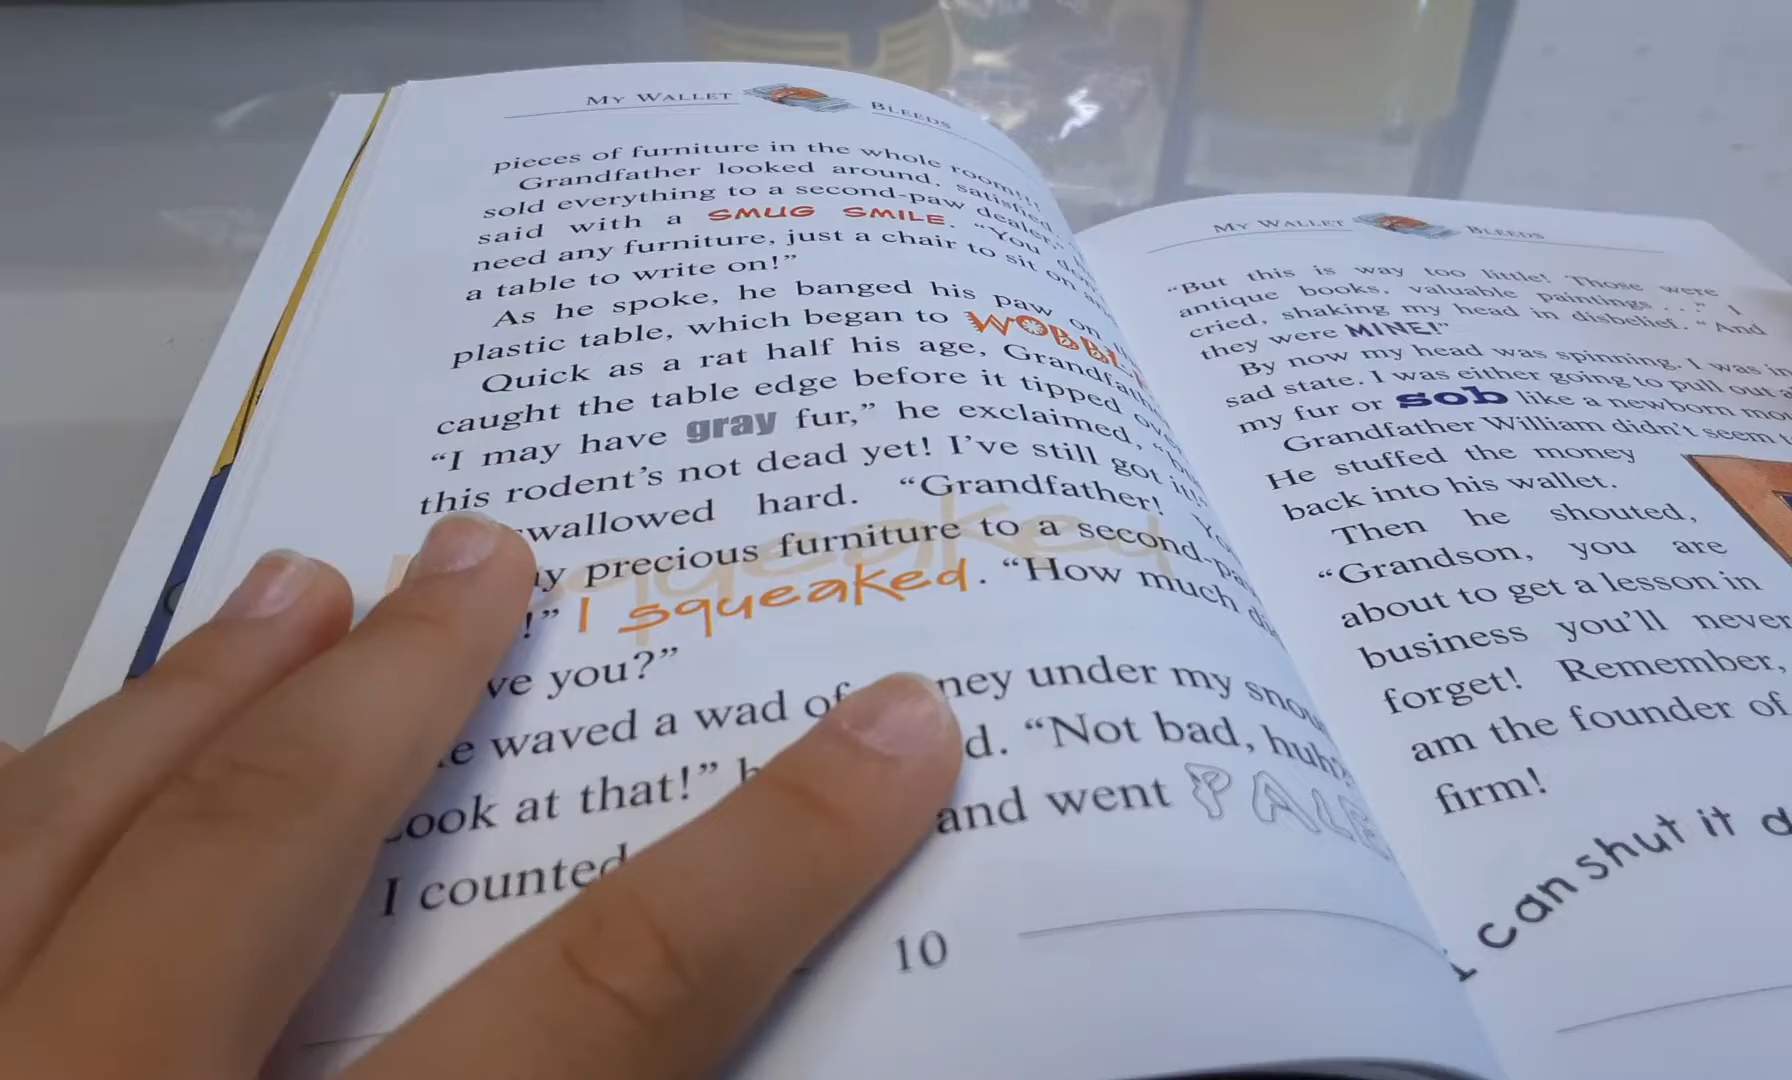 MY WALLET BLEEDS
pieces of furniture in the whole room!!!
Grandfather looked around, satisfied.
sold everything to a second-paw dealer,"
said with a SMUG SMILE. "You don't
need any furniture, just a chair to sit on and
a table to write on!"
As he spoke, he banged his paw on
plastic table, which began to WOBBLE
Quick as a rat half his age, Grandfather
caught the table edge before it tipped over
"I may have gray fur," he exclaimed, "but
this rodent's not dead yet! I've still got it!
swallowed hard. "Grandfather! You
precious furniture to a second-paw
!" I squeaked. "How much
you?"
waved a wad of under my snout
Look at that!" "Not bad, huh?
I counted and went PALE
10
MY WALLET BLEEDS
"But this is way too little! Those were
antique books, valuable paintings . . ." I
cried, shaking my head in disbelief. "And
they were MINE!"
By now my head was spinning. I was in
sad state. I was either going to pull out
my fur or sob like a newborn
Grandfather William didn't seem
He stuffed the money
back into his wallet.
Then he shouted,
"Grandson, you are
about to get a lesson in
business you'll never
forget! Remember,
am the founder of
firm!
I can shut it